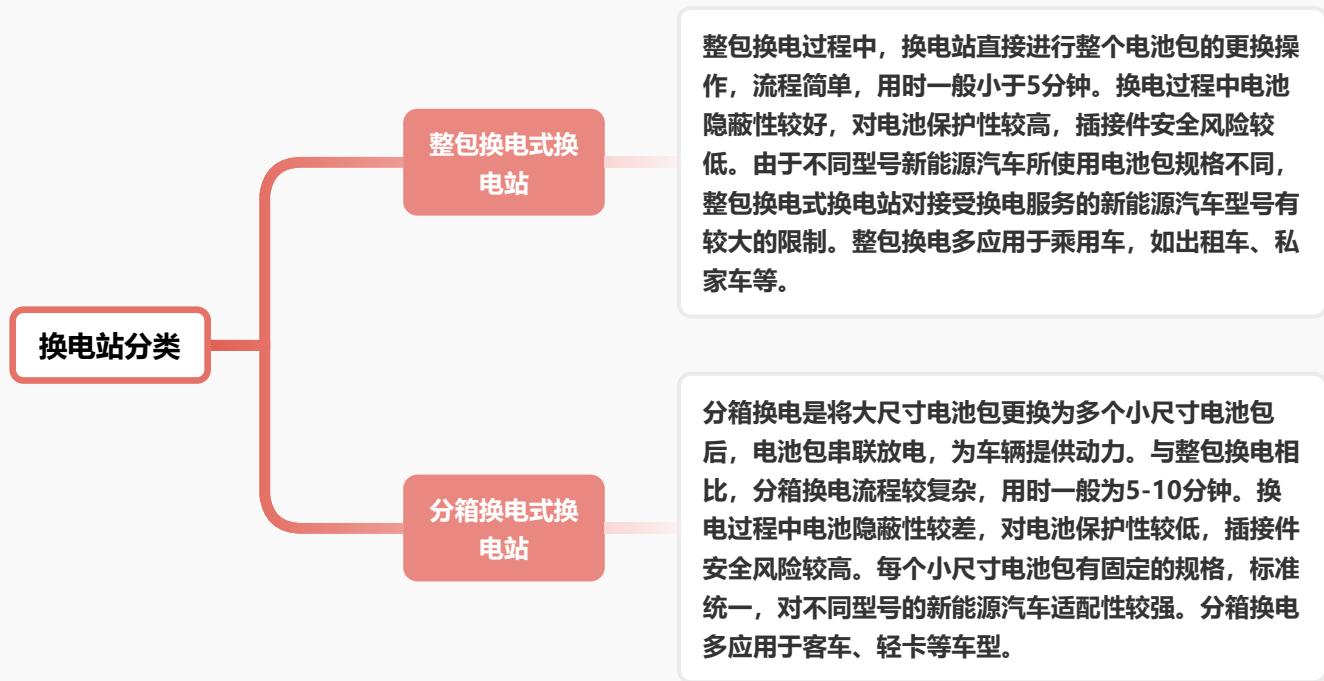 换电站分类
整包换电式换
电站
整包换电过程中，换电站直接进行整个电池包的更换操
作，流程简单，用时一般小于5分钟。换电过程中电池
隐蔽性较好，对电池保护性较高，插接件安全风险较
低。由于不同型号新能源汽车所使用电池包规格不同，
整包换电式换电站对接受换电服务的新能源汽车型号有
较大的限制。整包换电多应用于乘用车，如出租车、私
家车等。
分箱换电式换
电站
分箱换电是将大尺寸电池包更换为多个小尺寸电池包
后，电池包串联放电，为车辆提供动力。与整包换电相
比，分箱换电流程较复杂，用时一般为5-10分钟。换
电过程中电池隐蔽性较差，对电池保护性较低，插接件
安全风险较高。每个小尺寸电池包有固定的规格，标准
统一，对不同型号的新能源汽车适配性较强。分箱换电
多应用于客车、轻卡等车型。